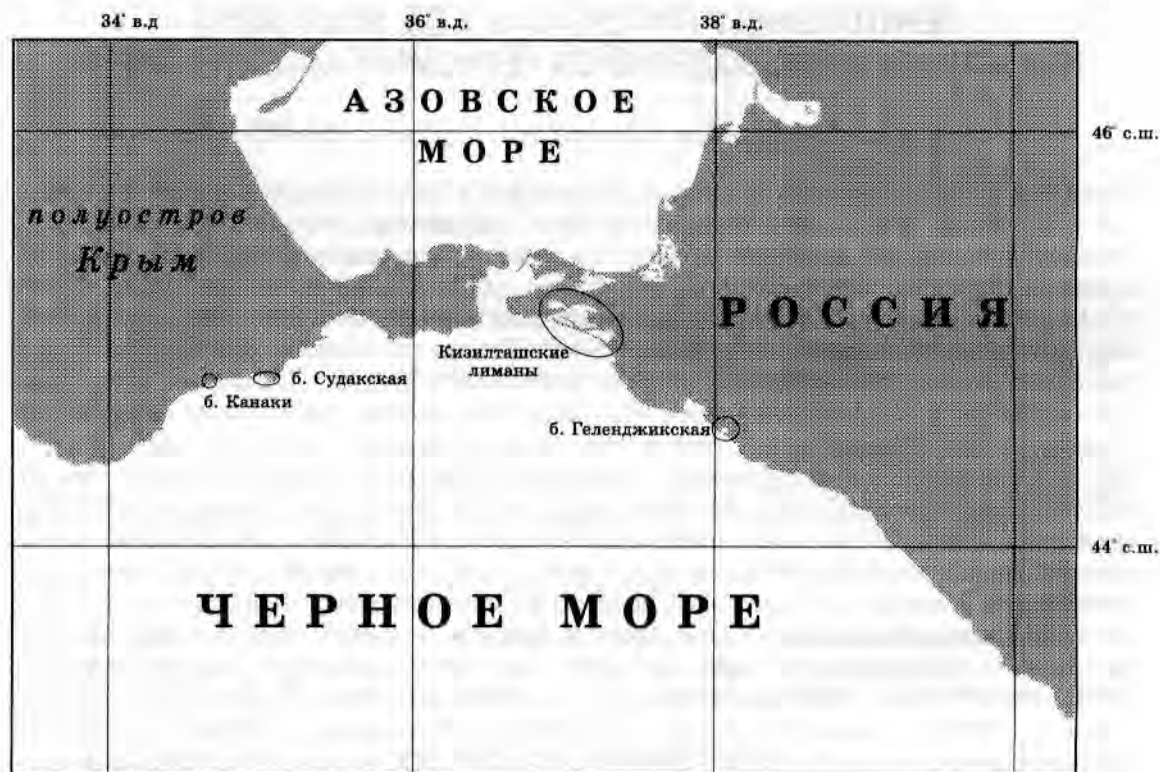 34° в.д
36° в.д.
38° в.д.
АЗОВСКОЕ
МОРЕ
46° с.ш.
полуостров
Крым
РОССИЯ
Кизилташские
лиманы
б. Судакская
б. Канаки
б. Геленджикская
44° с.ш.
ЧЕРНОЕ МОРЕ